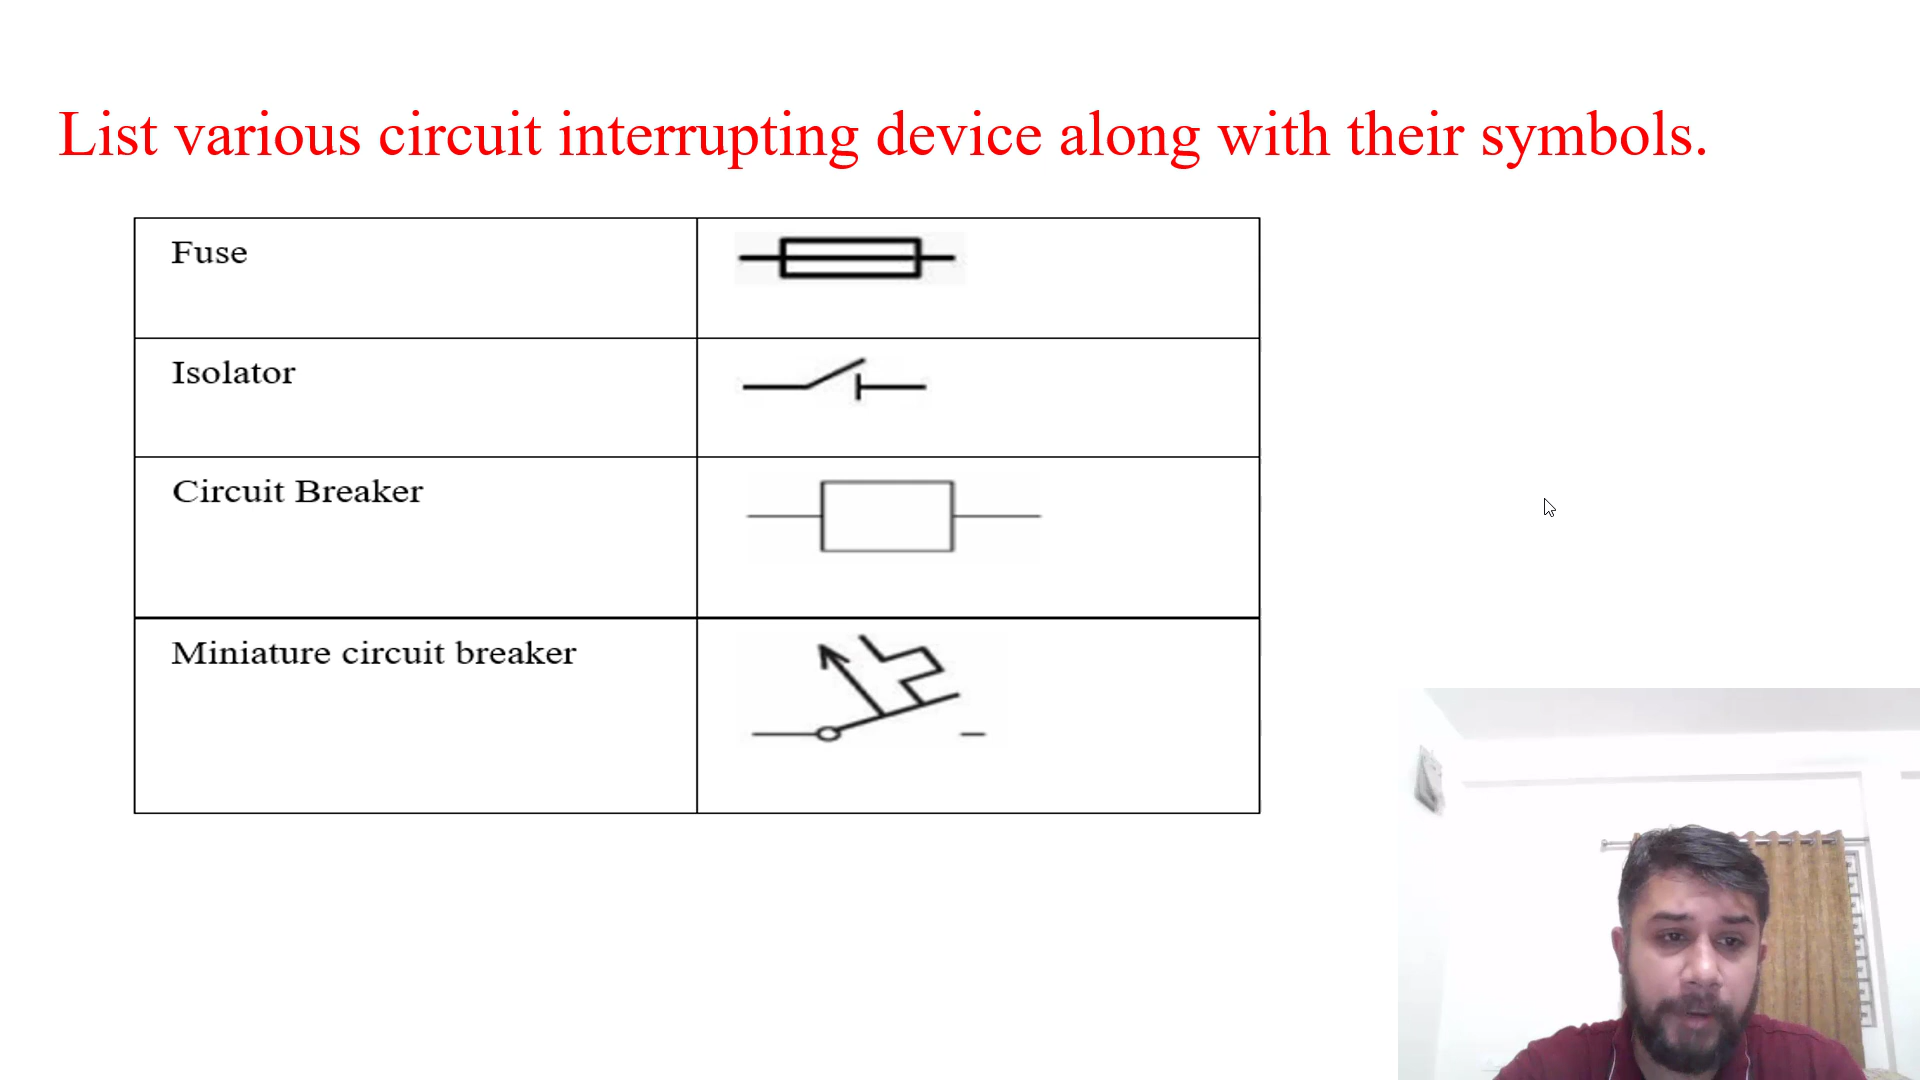 List various circuit interrupting device along with their symbols.
Fuse
Isolator
Circuit Breaker
Miniature circuit breaker